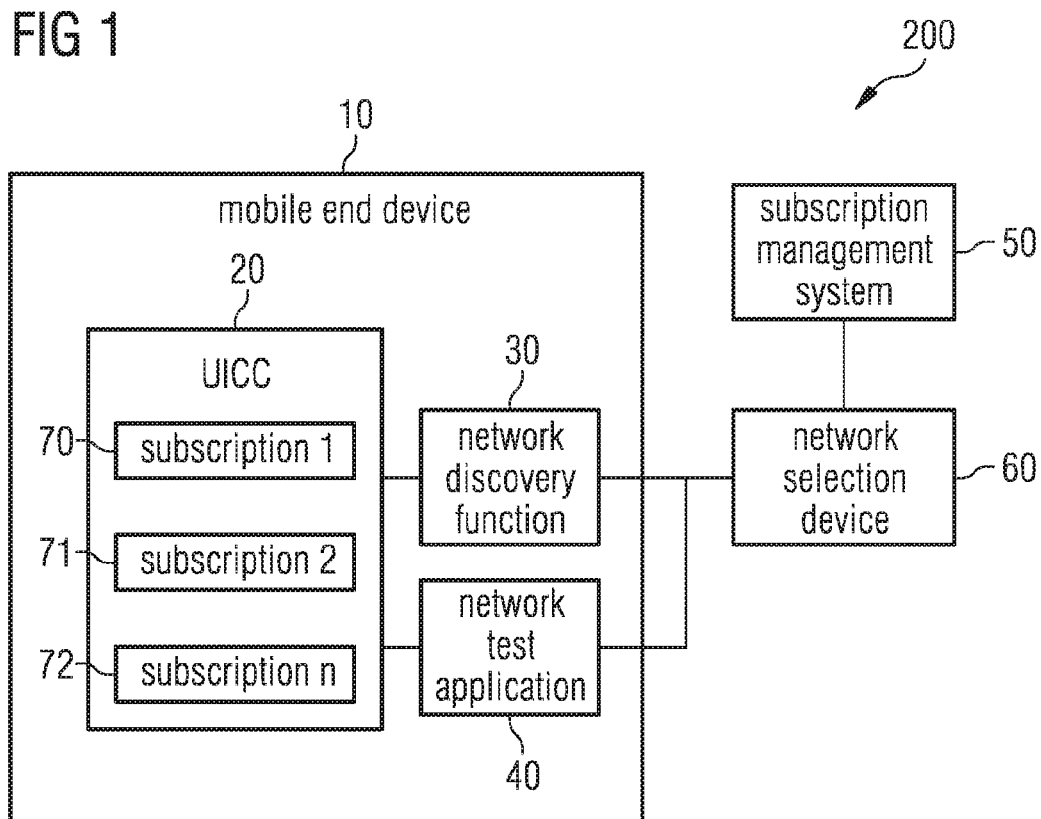 FIG 1
200
10
mobile end device
subscription
management
system
50
20
UICC
30
70
subscription 1
network
discovery
function
network
selection
device
60
71
subscription 2
network
test
application
72
subscription n
40